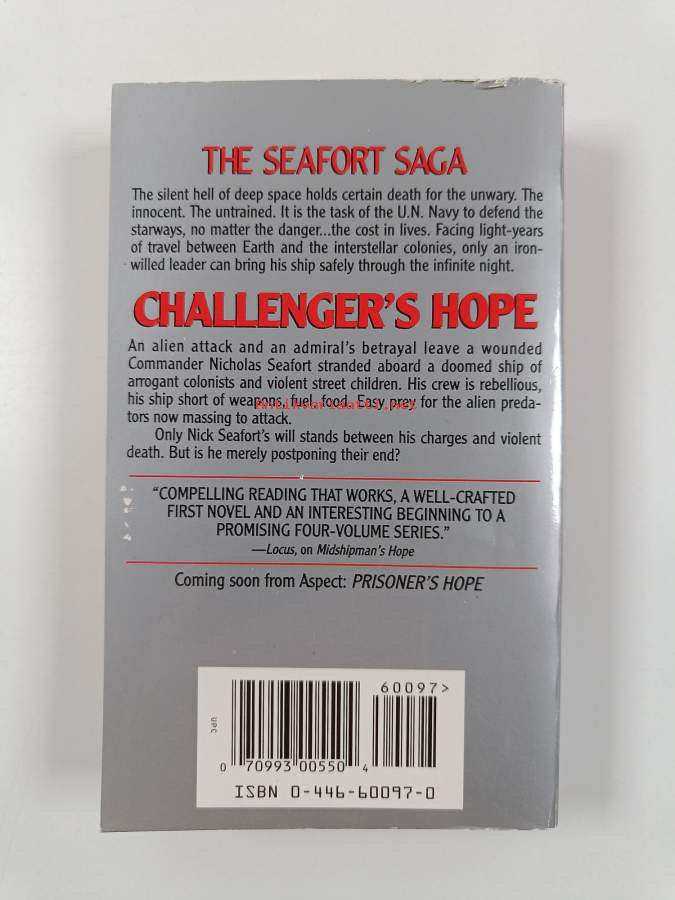 THE SEAFORT SAGA
The silent hell of deep space holds certain death for the unwary. The
innocent. The untrained. It is the task of the U.N. Navy to defend the
starways, no matter the danger...the cost in lives. Facing light-years
of travel between Earth and the interstellar colonies, only an iron-
willed leader can bring his ship safely through the infinite night.
CHALLENGER'S HOPE
An alien attack and an admiral's betrayal leave a wounded
Commander Nicholas Seafort stranded aboard a doomed ship of
arrogant colonists and violent street children. His crew is rebellious,
his ship short of weapons, fuel, food. Easy prey for the alien preda-
Antikvariaatti.net
tors now massing to attack.
Only Nick Seafort's will stands between his charges and violent
death. But is he merely postponing their end?
"COMPELLING READING THAT WORKS, A WELL-CRAFTED
FIRST NOVEL AND AN INTERESTING BEGINNING TO A
PROMISING FOUR-VOLUME SERIES."
—Locus, on Midshipman's Hope
Coming soon from Aspect: PRISONER'S HOPE
60097>
UPC
0 70993 00550 4
ISBN 0-446-60097-0